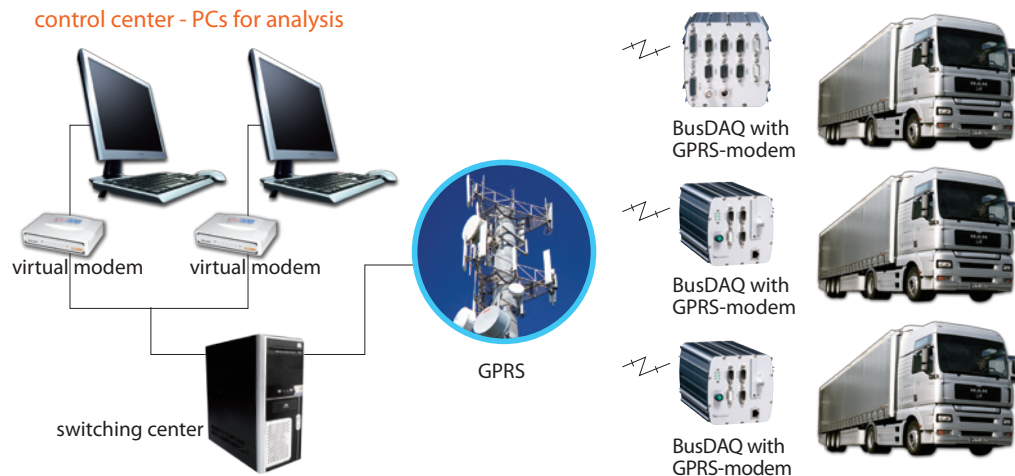 control center - PCs for analysis
virtual modem
virtual modem
switching center
GPRS
BusDAQ with
GPRS-modem
BusDAQ with
GPRS-modem
BusDAQ with
GPRS-modem